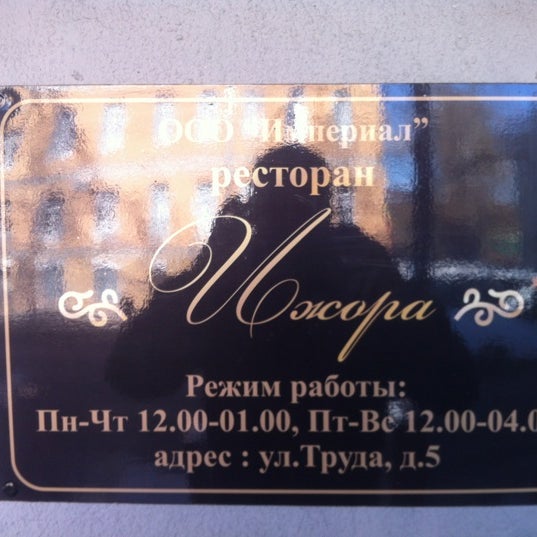 ООО "Империал"
ресторан
Ижора
Режим работы:
Пн-Чт 12.00-01.00, Пт-Вс 12.00-04.0
адрес : ул.Труда, д.5